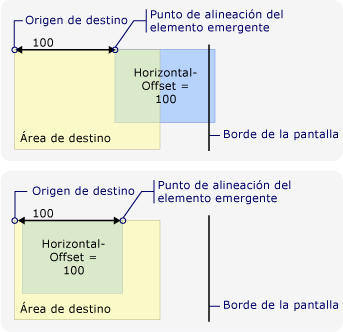 Origen de destino
Punto de alineación del
elemento emergente
100
Horizontal-
Offset =
100
Área de destino
Borde de la pantalla
Origen de destino
Punto de alineación del
elemento emergente
100
Horizontal-
Offset =
100
Área de destino
Borde de la pantalla